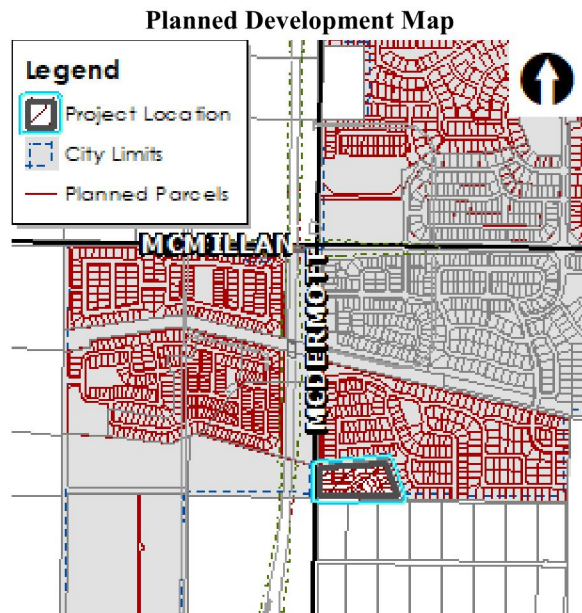 Planned Development Map
Legend
Project Location
City Limits
Planned Parcels
MCMILLAN
MCDERMOTT